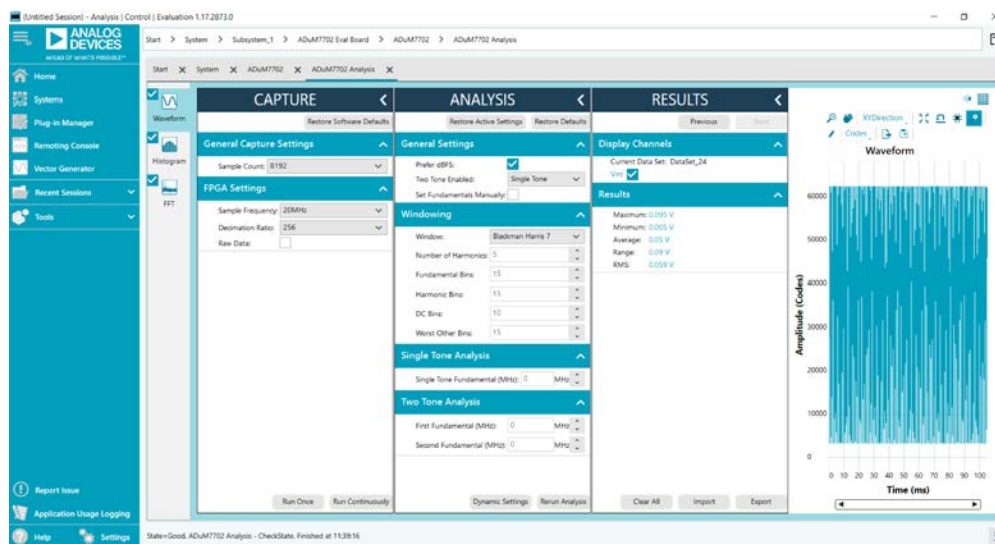 (Untitled Session) - Analysis | Control | Evaluation 1.17.2873.0
ANALOG
DEVICES
AHEAD OF WHAT'S POSSIBLE™
Start > System > Subsystem_1 > ADuM7702 Eval Board > ADuM7702 > ADuM7702 Analysis
Start X System X ADuM7702 X ADuM7702 Analysis X
Home
Systems
Plug-in Manager
Remoting Console
Vector Generator
Recent Sessions
Tools
Report Issue
Application Usage Logging
Help Settings
Waveform
Histogram
FFT
CAPTURE
Restore Software Defaults
General Capture Settings
Sample Count: 8192
FPGA Settings
Sample Frequency: 20MHz
Decimation Ratio: 256
Raw Data:
Run Once Run Continuously
ANALYSIS
Restore Active Settings Restore Defaults
General Settings
Prefer dBFS:
Two Tone Enabled: Single Tone
Set Fundamentals Manually:
Windowing
Window: Blackman Harris 7
Number of Harmonics: 5
Fundamental Bins: 15
Harmonic Bins: 15
DC Bins: 10
Worst Other Bins: 15
Single Tone Analysis
Single Tone Fundamental (MHz): 0 MHz
Two Tone Analysis
First Fundamental (MHz): 0 MHz
Second Fundamental (MHz): 0 MHz
Dynamic Settings Rerun Analysis
RESULTS
Previous
Display Channels
Current Data Set: DataSet_24
Vin:
Results
Maximum: 0.095 V
Minimum: 0.005 V
Average: 0.05 V
Range: 0.09 V
RMS: 0.059 V
Clear All Import Export
XYDirection
Codes
Waveform
60000
50000
40000
30000
20000
10000
0
Amplitude (Codes)
0 10 20 30 40 50 60 70 80 90 100
Time (ms)
State=Good, ADuM7702 Analysis - CheckState, Finished at 11:39:16